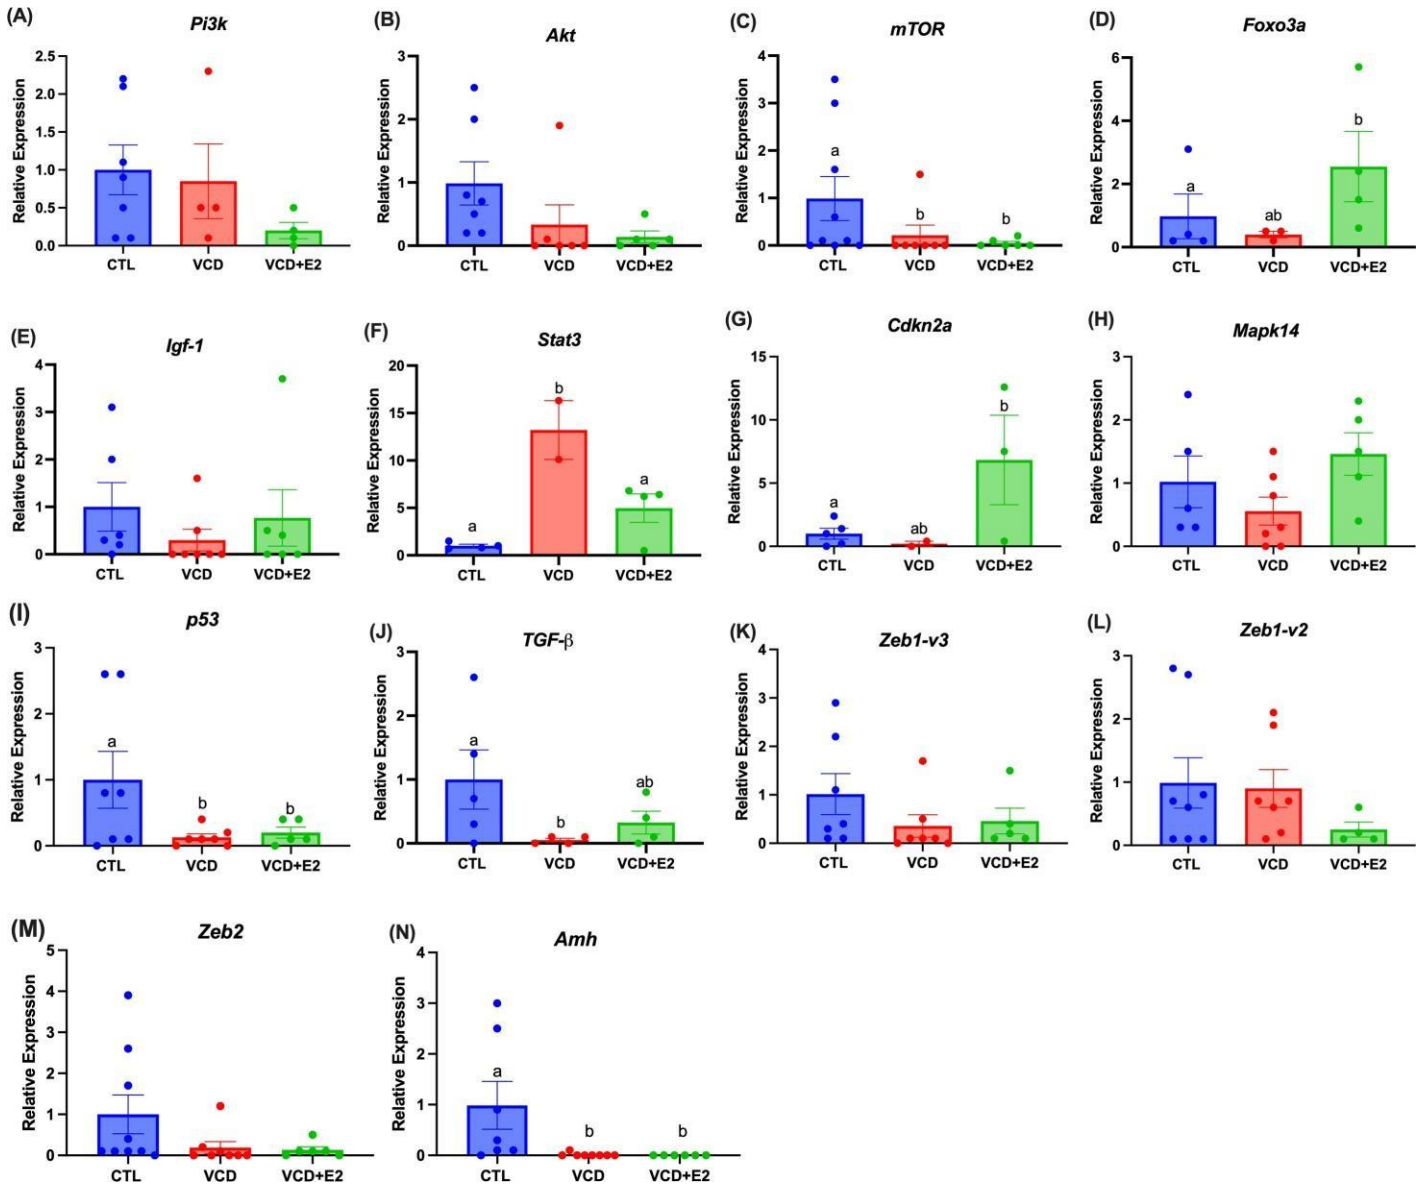 (A)
Pi3k
Relative Expression
2.5
2.0
1.5
1.0
0.5
0.0
CTL VCD VCD+E2
(B)
Akt
Relative Expression
3
2
1
0
CTL VCD VCD+E2
(C)
mTOR
Relative Expression
4
3
2
1
0
a
b
b
CTL VCD VCD+E2
(D)
Foxo3a
Relative Expression
6
4
2
0
a
ab
b
CTL VCD VCD+E2
(E)
Igf-1
Relative Expression
4
3
2
1
0
CTL VCD VCD+E2
(F)
Stat3
Relative Expression
20
15
10
5
0
a
b
a
CTL VCD VCD+E2
(G)
Cdkn2a
Relative Expression
15
10
5
0
a
ab
b
CTL VCD VCD+E2
(H)
Mapk14
Relative Expression
3
2
1
0
CTL VCD VCD+E2
(I)
p53
Relative Expression
3
2
1
0
a
b
b
CTL VCD VCD+E2
(J)
TGF-β
Relative Expression
3
2
1
0
a
b
ab
CTL VCD VCD+E2
(K)
Zeb1-v3
Relative Expression
4
3
2
1
0
CTL VCD VCD+E2
(L)
Zeb1-v2
Relative Expression
3
2
1
0
CTL VCD VCD+E2
(M)
Zeb2
Relative Expression
5
4
3
2
1
0
CTL VCD VCD+E2
(N)
Amh
Relative Expression
4
3
2
1
0
a
b
b
CTL VCD VCD+E2